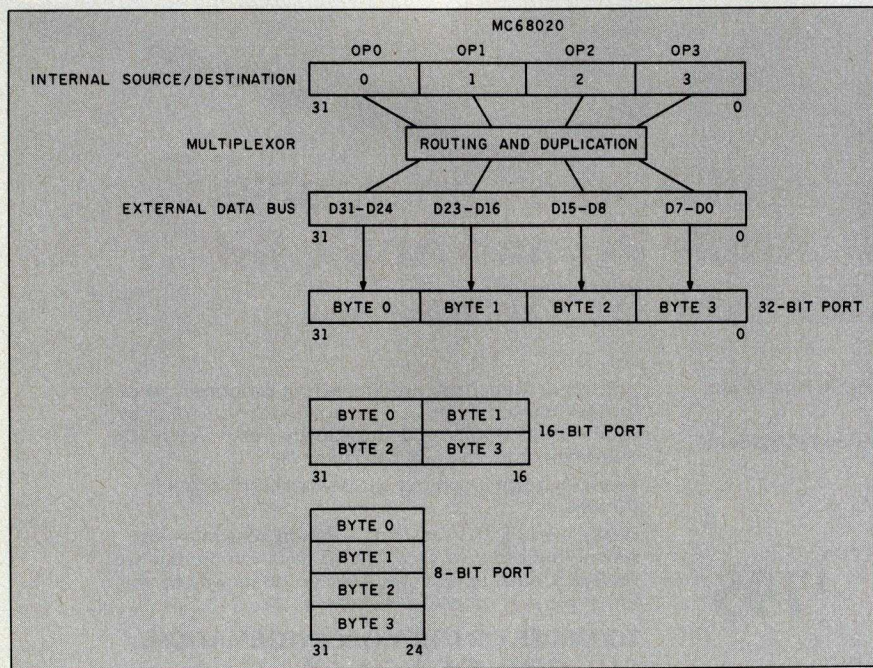 MC68020
OP0 OP1 OP2 OP3
INTERNAL SOURCE/DESTINATION 0 1 2 3
31 0
MULTIPLEXOR ROUTING AND DUPLICATION
EXTERNAL DATA BUS D31-D24 D23-D16 D15-D8 D7-D0
31 0
BYTE 0 BYTE 1 BYTE 2 BYTE 3 32-BIT PORT
31 0
BYTE 0 BYTE 1
16-BIT PORT
BYTE 2 BYTE 3
31 16
BYTE 0
BYTE 1
8-BIT PORT
BYTE 2
BYTE 3
31 24